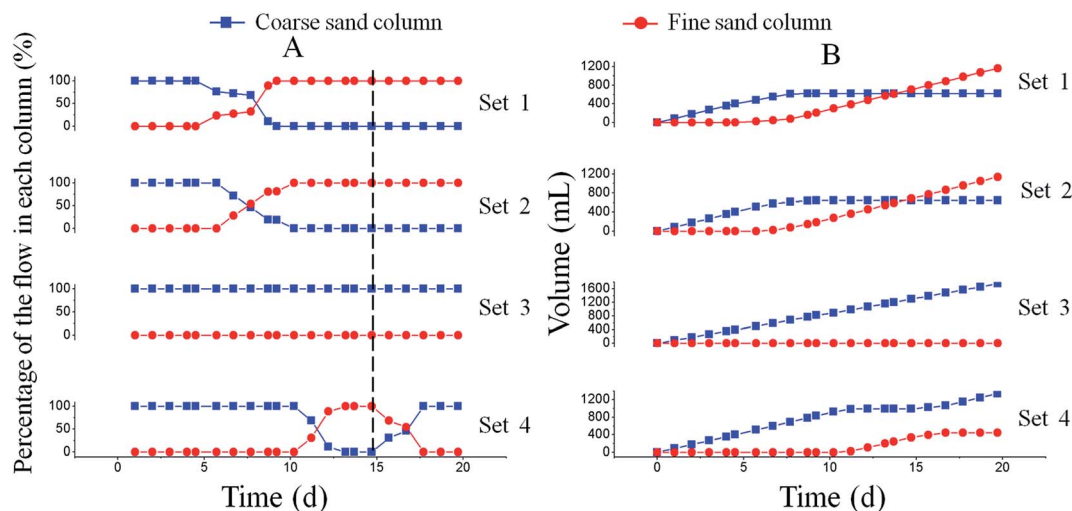 Coarse sand column
Fine sand column
A
B
Percentage of the flow in each column (%)
100
50
0
Set 1
100
50
0
Set 2
100
50
0
Set 3
100
50
0
Set 4
0 5 10 15 20
Time (d)
Volume (mL)
1200
800
400
0
Set 1
1200
800
400
0
Set 2
1600
1200
800
400
0
Set 3
1200
800
400
0
Set 4
0 5 10 15 20
Time (d)